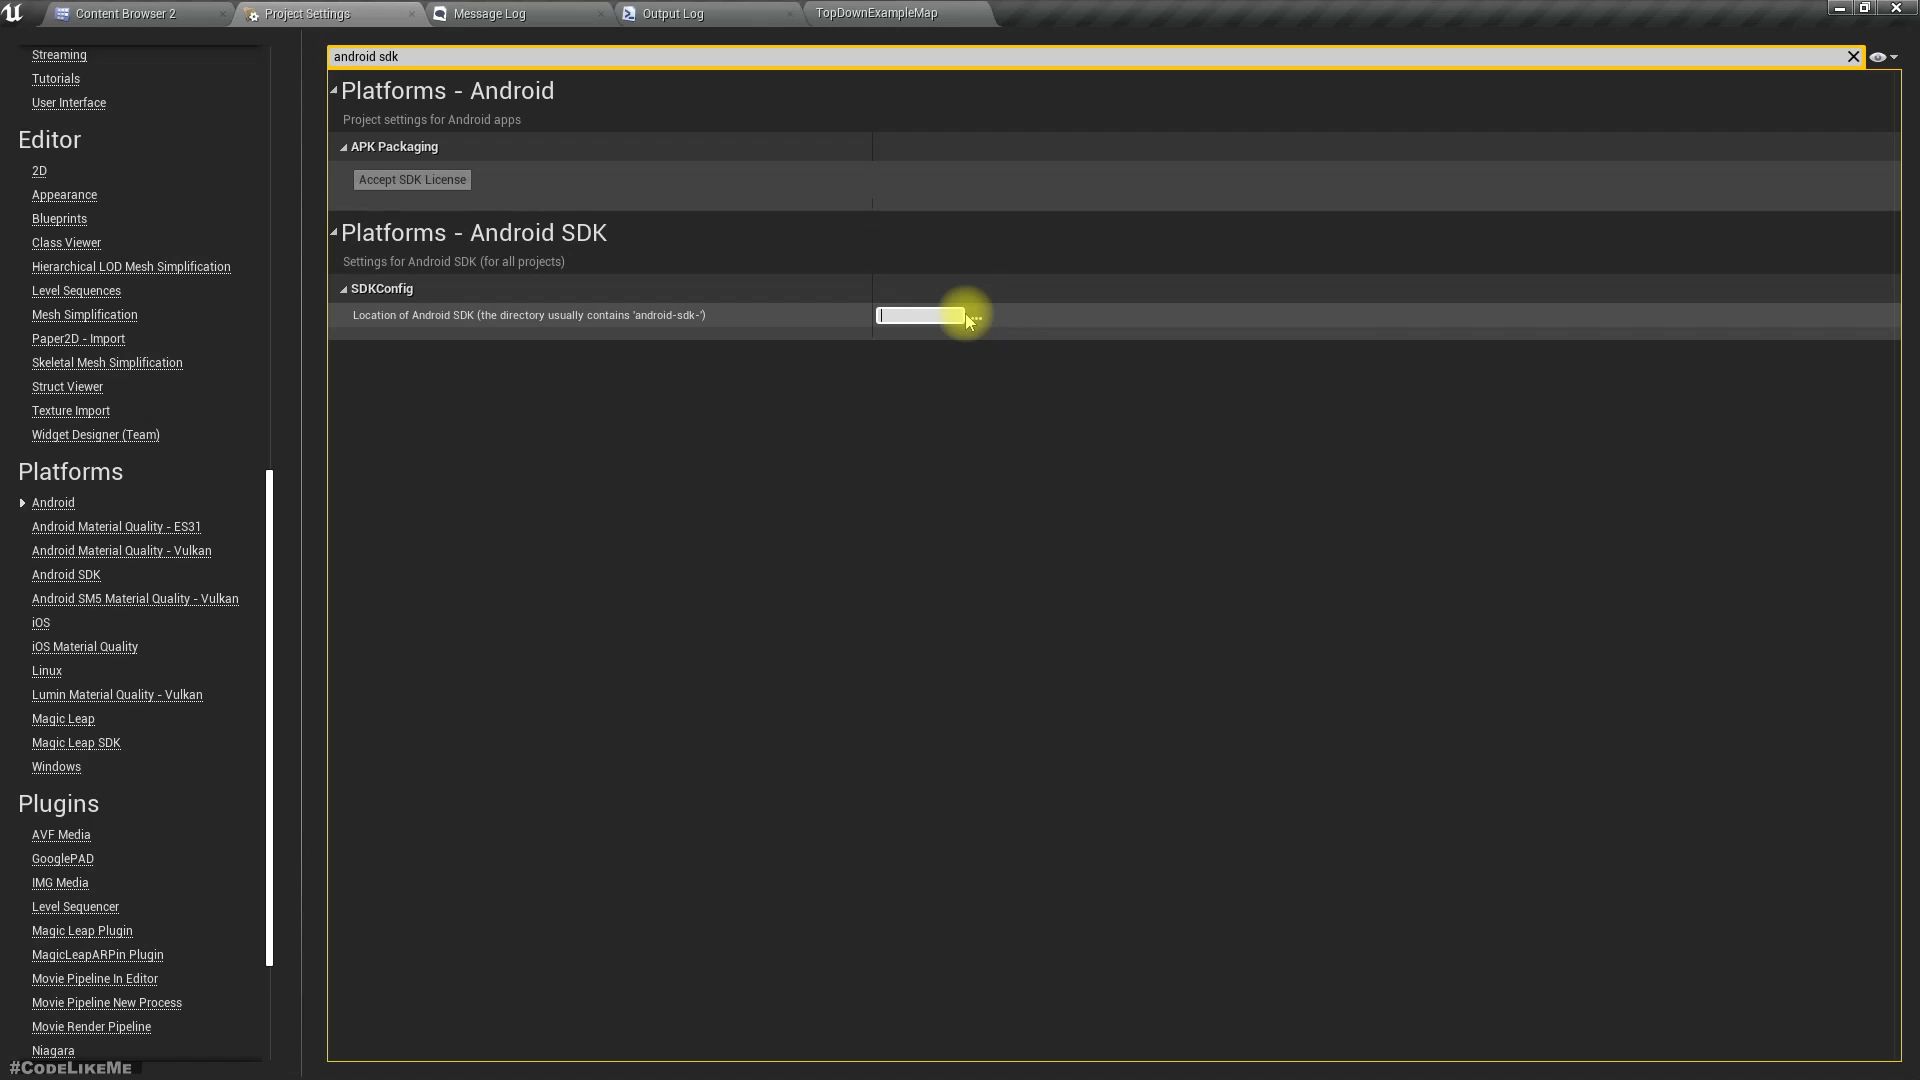 Content Browser 2
Project Settings
Message Log
Output Log
TopDownExampleMap
Streaming
Tutorials
User Interface
Editor
2D
Appearance
Blueprints
Class Viewer
Hierarchical LOD Mesh Simplification
Level Sequences
Mesh Simplification
Paper2D - Import
Skeletal Mesh Simplification
Struct Viewer
Texture Import
Widget Designer (Team)
Platforms
Android
Android Material Quality - ES31
Android Material Quality - Vulkan
Android SDK
Android SM5 Material Quality - Vulkan
iOS
iOS Material Quality
Linux
Lumin Material Quality - Vulkan
Magic Leap
Magic Leap SDK
Windows
Plugins
AVF Media
GooglePAD
IMG Media
Level Sequencer
Magic Leap Plugin
MagicLeapARPin Plugin
Movie Pipeline In Editor
Movie Pipeline New Process
Movie Render Pipeline
Niagara
#CodeLikeMe
android sdk
Platforms - Android
Project settings for Android apps
APK Packaging
Accept SDK License
Platforms - Android SDK
Settings for Android SDK (for all projects)
SDKConfig
Location of Android SDK (the directory usually contains 'android-sdk-')
...